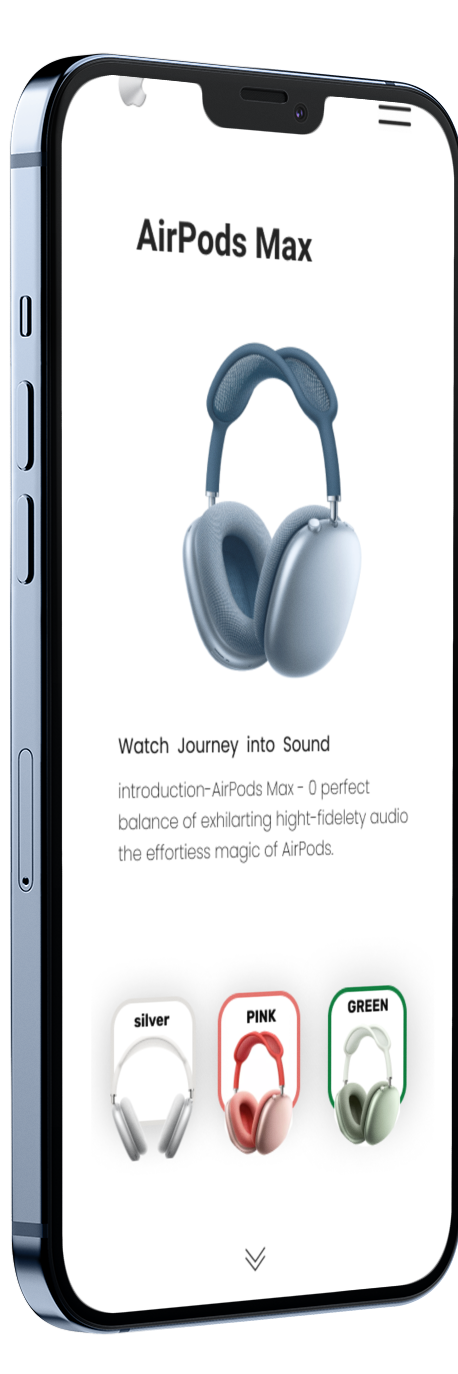 AirPods Max
Watch Journey into Sound
introduction-AirPods Max - 0 perfect
balance of exhilarting hight-fidelety audio
the effortiess magic of AirPods.
silver PINK GREEN